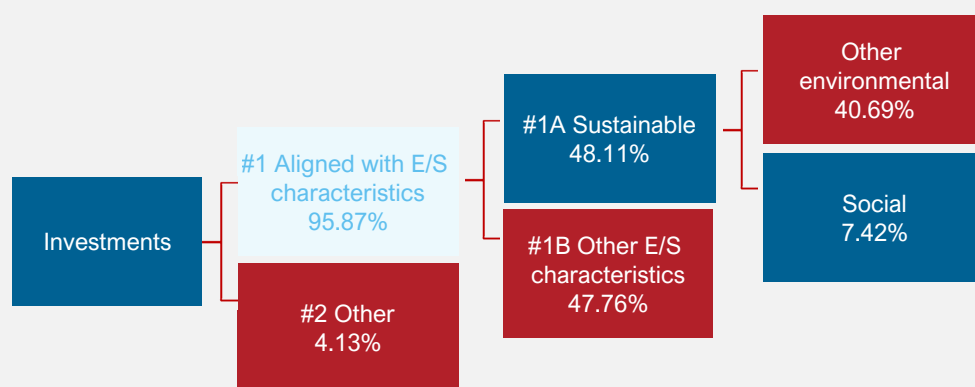 Investments
#1 Aligned with E/S
characteristics
95.87%
#2 Other
4.13%
#1A Sustainable
48.11%
#1B Other E/S
characteristics
47.76%
Other
environmental
40.69%
Social
7.42%